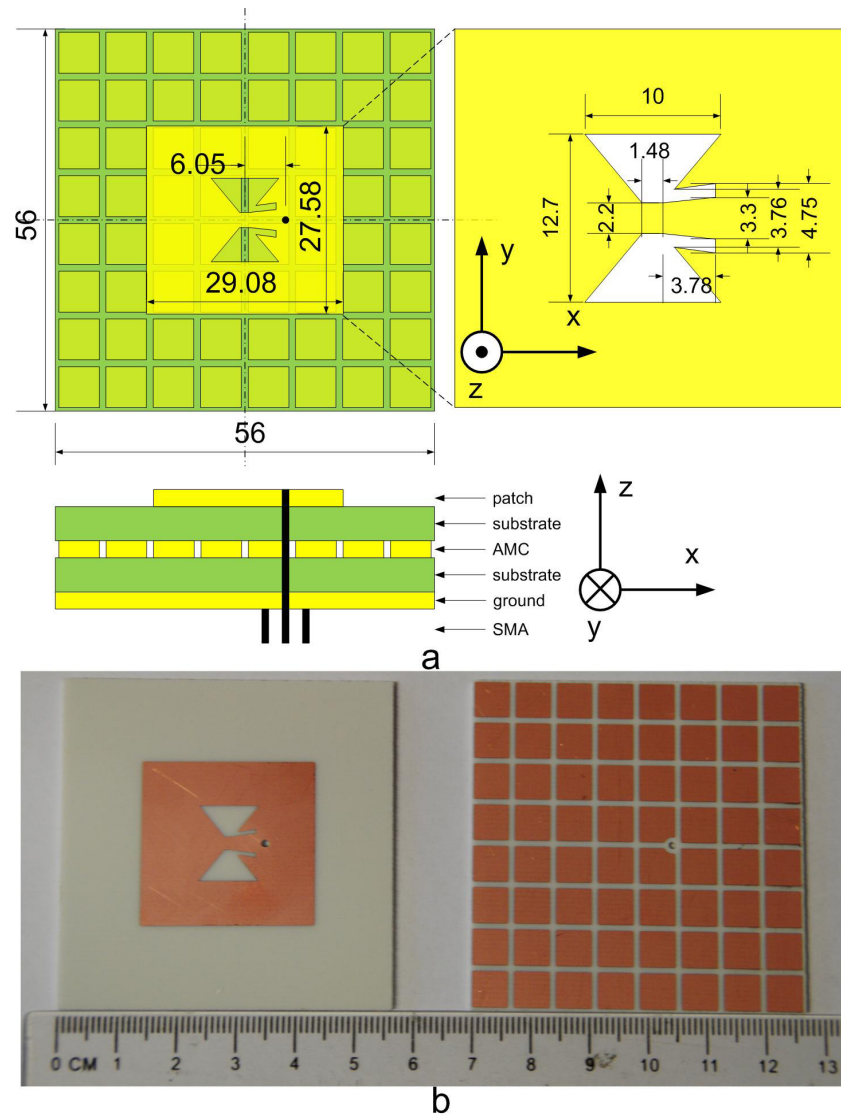 6.05
27.58
29.08
56
56
10
1.48
12.7
2.2
3.3
3.76
4.75
3.78
y
x
z
patch
substrate
AMC
substrate
ground
SMA
z
x
y
a
0 CM 1 2 3 4 5 6 7 8 9 10 11 12 13
b